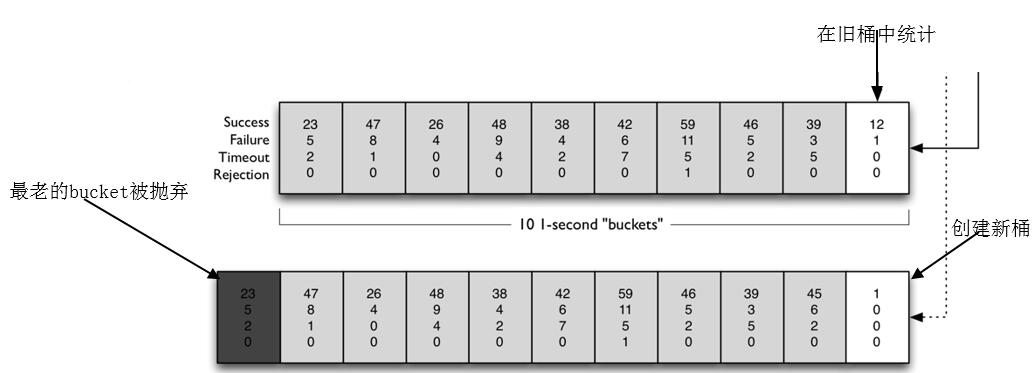 在旧桶中统计
Success 23 47 26 48 38 42 59 46 39 12
Failure 5 8 4 9 4 6 11 5 3 1
Timeout 2 1 0 4 2 7 5 2 5 0
Rejection 0 0 0 0 0 0 1 0 0 0
最老的bucket被抛弃
10 1-second "buckets"
创建新桶
23 47 26 48 38 42 59 46 39 45 1
5 8 4 9 4 6 11 5 3 6 0
2 1 0 4 2 7 5 2 5 2 0
0 0 0 0 0 0 1 0 0 0 0